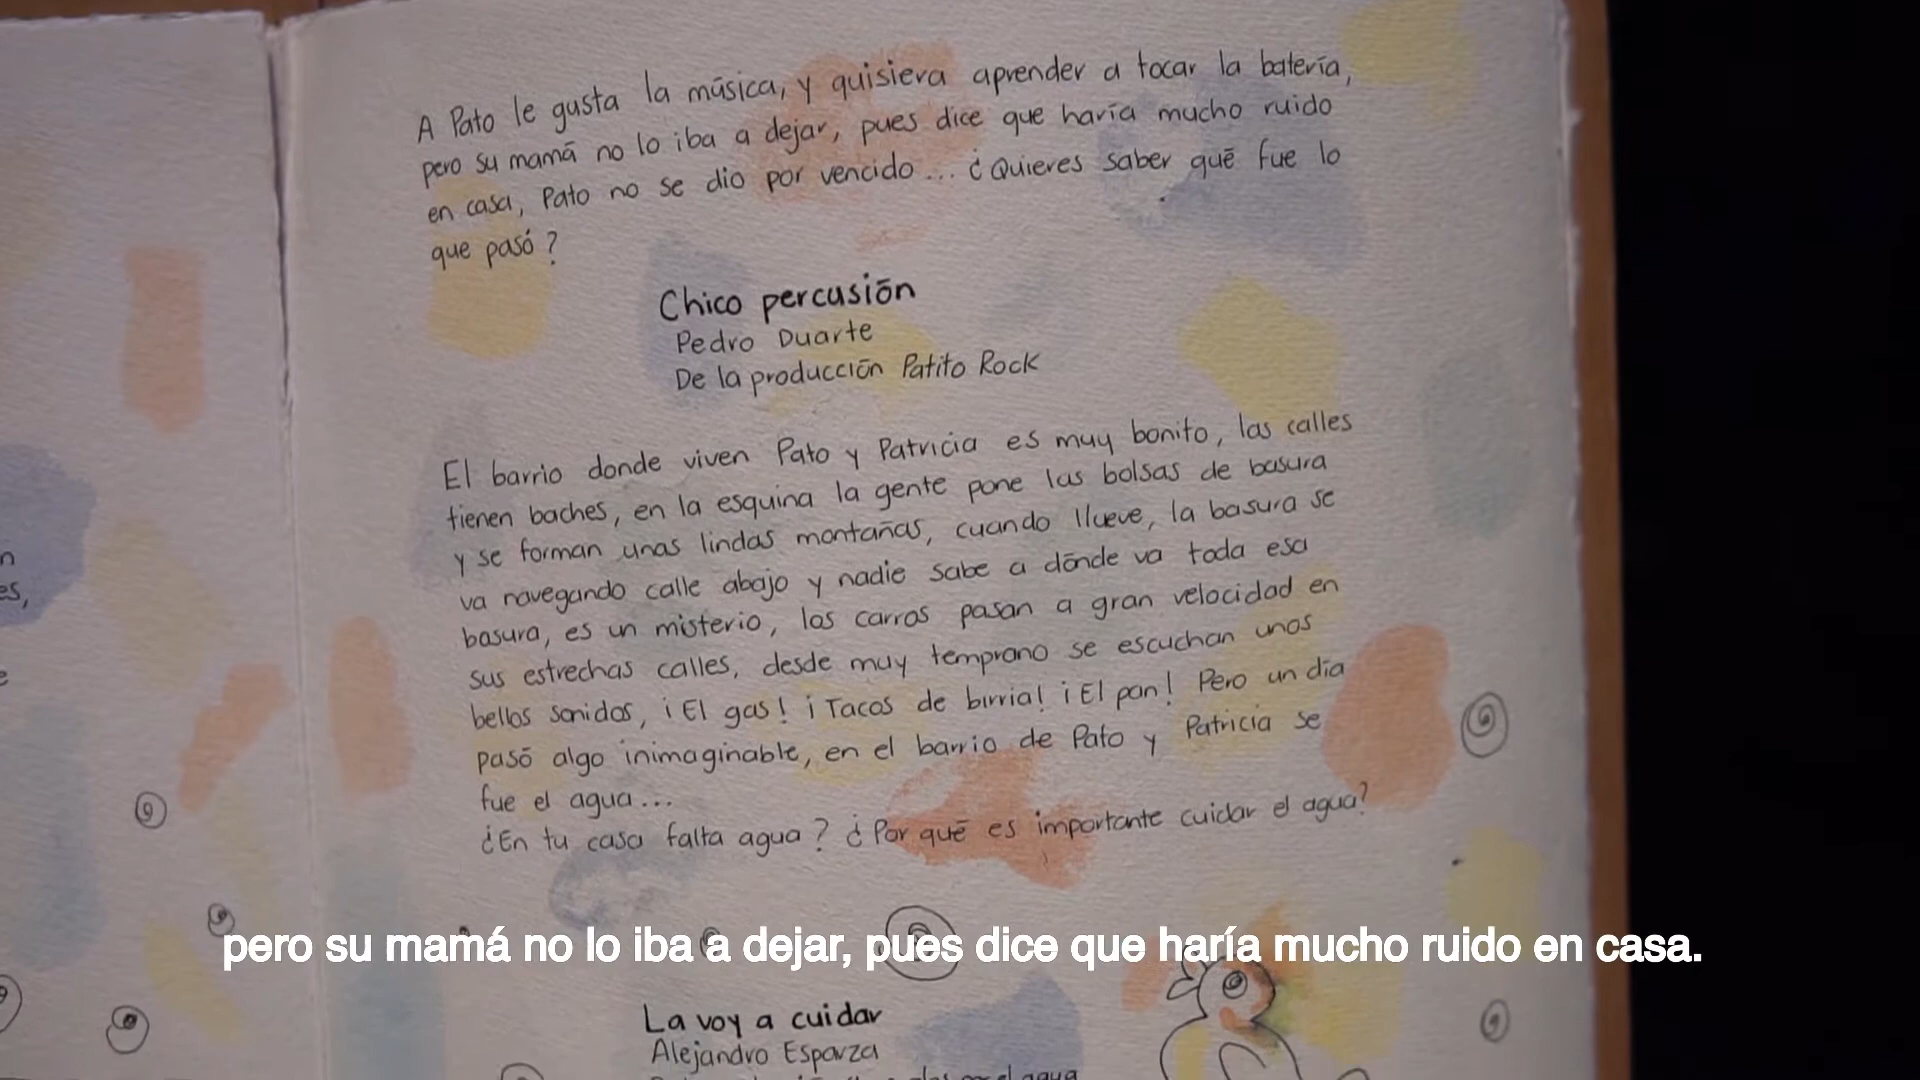 A Pato le gusta la música, y quisiera aprender a tocar la batería,
pero su mamá no lo iba a dejar, pues dice que haría mucho ruido
en casa, Pato no se dio por vencido... ¿Quieres saber qué fue lo
que pasó?
Chico percusión
Pedro Duarte
De la producción Patito Rock
El barrio donde viven Pato y Patricia es muy bonito, las calles
tienen baches, en la esquina la gente pone las bolsas de basura
y se forman unas lindas montañas, cuando llueve, la basura se
va navegando calle abajo y nadie sabe a dónde va toda esa
basura, es un misterio, los carros pasan a gran velocidad en
sus estrechas calles, desde muy temprano se escuchan unos
bellos sonidos, ¡El gas! ¡Tacos de birria! ¡El pan! Pero un día
pasó algo inimaginable, en el barrio de Pato y Patricia se
fue el agua...
¿En tu casa falta agua? ¿Por qué es importante cuidar el agua?
pero su mamá no lo iba a dejar, pues dice que haría mucho ruido en casa.
La voy a cuidar
Alejandro Esparza
el agua